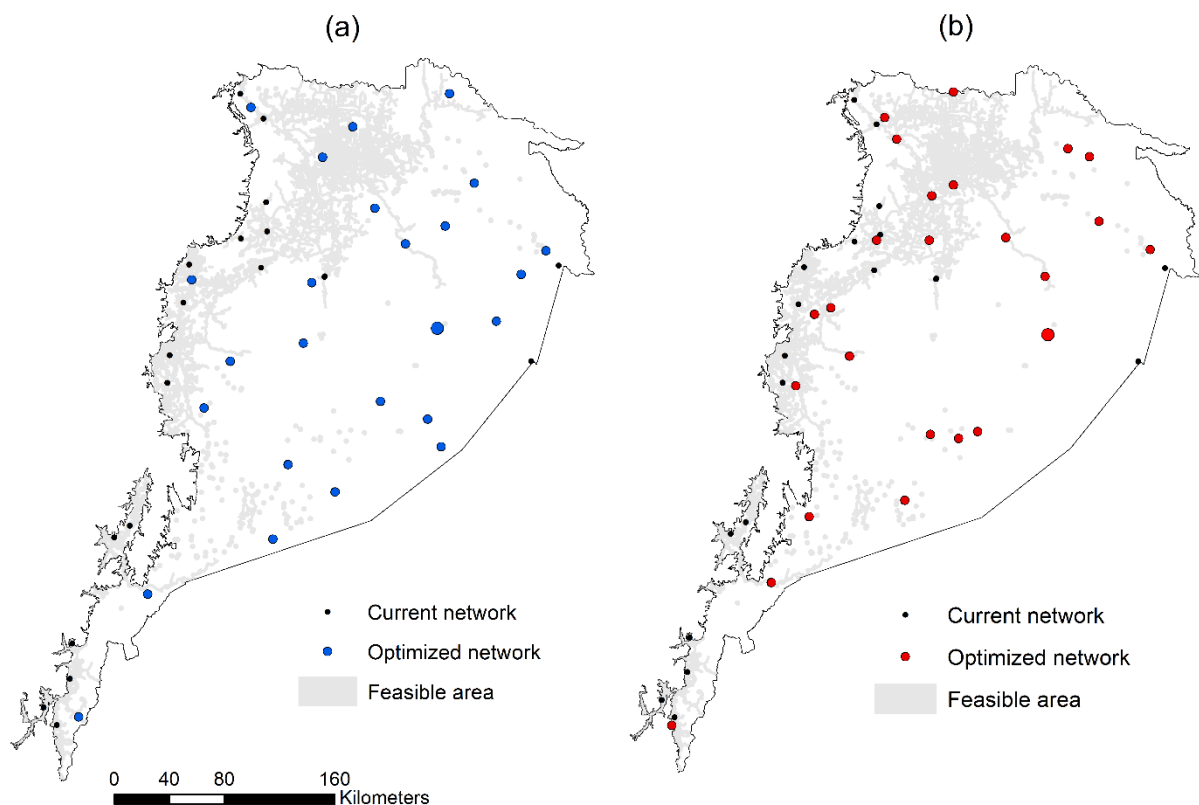 (a)
(b)
Current network
Optimized network
Feasible area
0 40 80 160
Kilometers
Current network
Optimized network
Feasible area